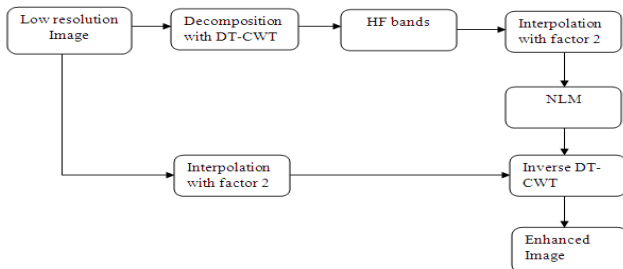 Low resolution
Image
Decomposition
with DT-CWT
HF bands
Interpolation
with factor 2
NLM
Interpolation
with factor 2
Inverse DT-
CWT
Enhanced
Image